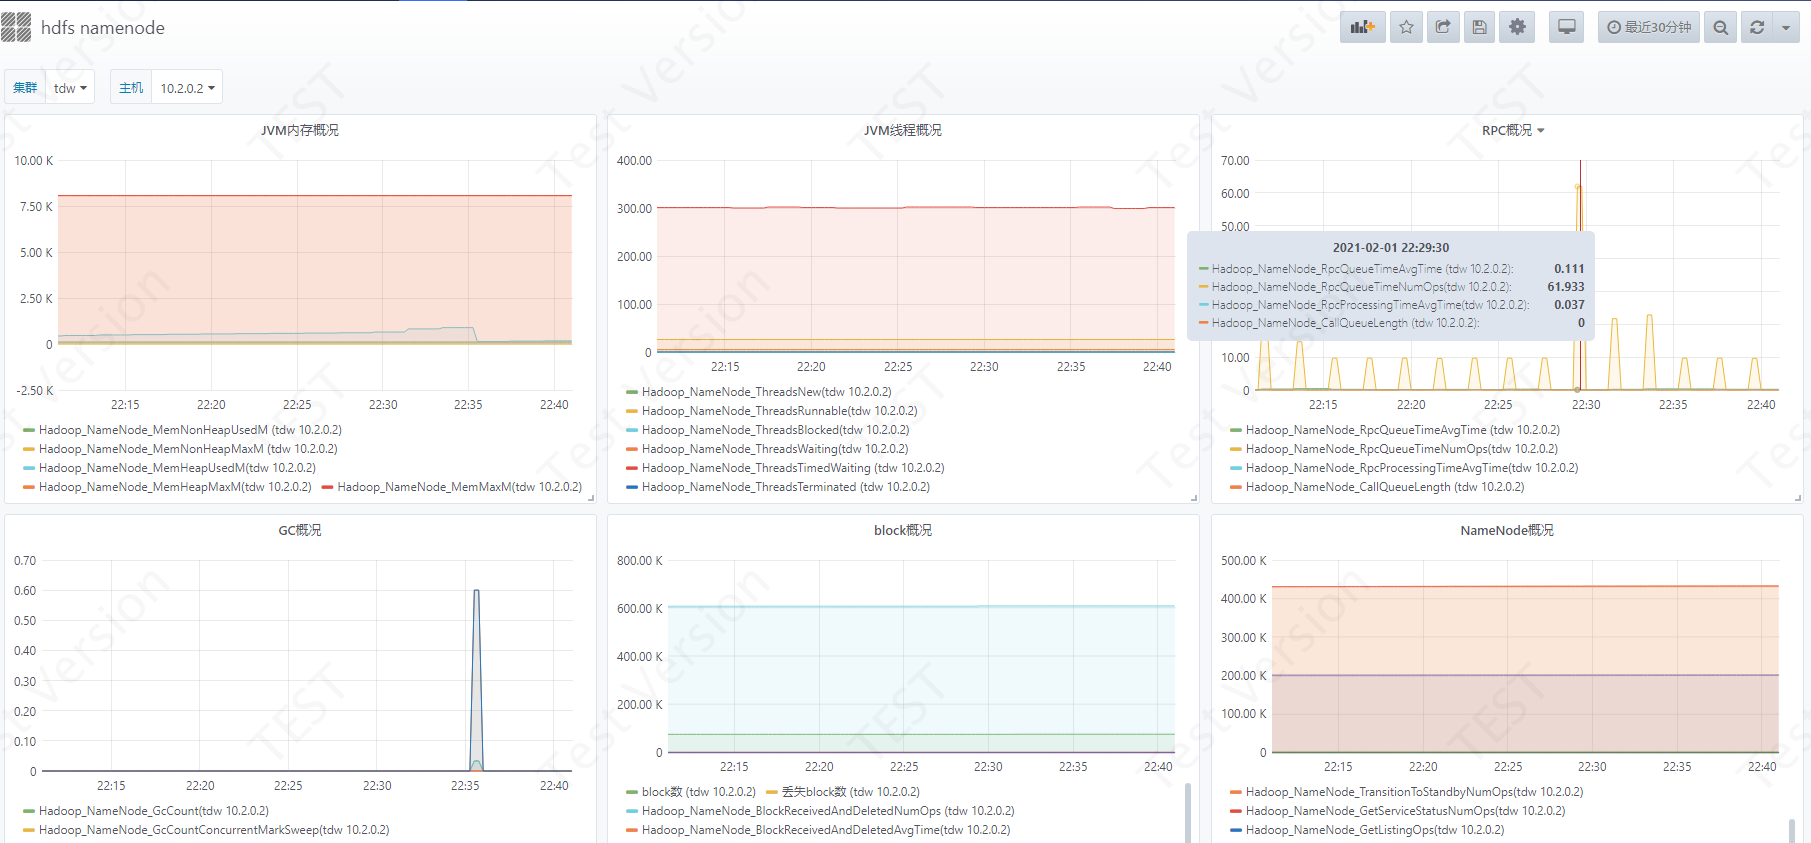 hdfs namenode
最近30分钟
集群 tdw
主机 10.2.0.2
JVM内存概况
10.00 K
7.50 K
5.00 K
2.50 K
0
-2.50 K
22:15 22:20 22:25 22:30 22:35 22:40
Hadoop_NameNode_MemNonHeapUsedM (tdw 10.2.0.2)
Hadoop_NameNode_MemNonHeapMaxM (tdw 10.2.0.2)
Hadoop_NameNode_MemHeapUsedM(tdw 10.2.0.2)
Hadoop_NameNode_MemHeapMaxM(tdw 10.2.0.2) Hadoop_NameNode_MemMaxM(tdw 10.2.0.2)
JVM线程概况
400.00
300.00
200.00
100.00
0
22:15 22:20 22:25 22:30 22:35 22:40
Hadoop_NameNode_ThreadsNew(tdw 10.2.0.2)
Hadoop_NameNode_ThreadsRunnable(tdw 10.2.0.2)
Hadoop_NameNode_ThreadsBlocked(tdw 10.2.0.2)
Hadoop_NameNode_ThreadsWaiting(tdw 10.2.0.2)
Hadoop_NameNode_ThreadsTimedWaiting (tdw 10.2.0.2)
Hadoop_NameNode_ThreadsTerminated (tdw 10.2.0.2)
RPC概况
70.00
60.00
50.00
10.00
0
2021-02-01 22:29:30
Hadoop_NameNode_RpcQueueTimeAvgTime (tdw 10.2.0.2): 0.111
Hadoop_NameNode_RpcQueueTimeNumOps(tdw 10.2.0.2): 61.933
Hadoop_NameNode_RpcProcessingTimeAvgTime(tdw 10.2.0.2): 0.037
Hadoop_NameNode_CallQueueLength (tdw 10.2.0.2): 0
22:15 22:20 22:25 22:30 22:35 22:40
Hadoop_NameNode_RpcQueueTimeAvgTime (tdw 10.2.0.2)
Hadoop_NameNode_RpcQueueTimeNumOps(tdw 10.2.0.2)
Hadoop_NameNode_RpcProcessingTimeAvgTime(tdw 10.2.0.2)
Hadoop_NameNode_CallQueueLength (tdw 10.2.0.2)
GC概况
0.70
0.60
0.50
0.40
0.30
0.20
0.10
0
22:15 22:20 22:25 22:30 22:35 22:40
Hadoop_NameNode_GcCount(tdw 10.2.0.2)
Hadoop_NameNode_GcCountConcurrentMarkSweep(tdw 10.2.0.2)
block概况
800.00 K
600.00 K
400.00 K
200.00 K
0
22:15 22:20 22:25 22:30 22:35 22:40
block数 (tdw 10.2.0.2) 丢失block数 (tdw 10.2.0.2)
Hadoop_NameNode_BlockReceivedAndDeletedNumOps (tdw 10.2.0.2)
Hadoop_NameNode_BlockReceivedAndDeletedAvgTime(tdw 10.2.0.2)
NameNode概况
500.00 K
400.00 K
300.00 K
200.00 K
100.00 K
0
22:15 22:20 22:25 22:30 22:35 22:40
Hadoop_NameNode_TransitionToStandbyNumOps(tdw 10.2.0.2)
Hadoop_NameNode_GetServiceStatusNumOps(tdw 10.2.0.2)
Hadoop_NameNode_GetListingOps(tdw 10.2.0.2)
Test Version
TEST